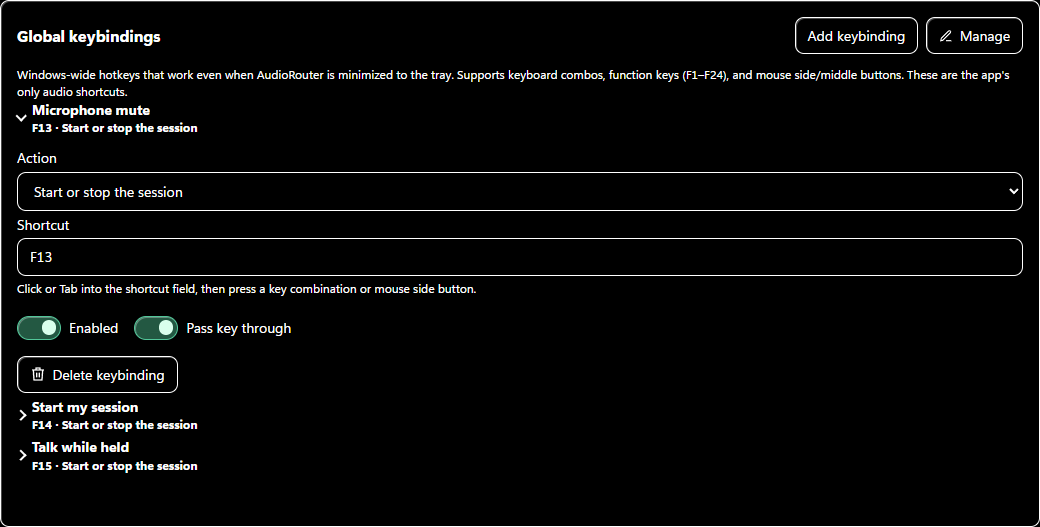 Global keybindings
Add keybinding
Manage
Windows-wide hotkeys that work even when AudioRouter is minimized to the tray. Supports keyboard combos, function keys (F1–F24), and mouse side/middle buttons. These are the app's
only audio shortcuts.
Microphone mute
F13 · Start or stop the session
Action
Start or stop the session
Shortcut
F13
Click or Tab into the shortcut field, then press a key combination or mouse side button.
Enabled
Pass key through
Delete keybinding
Start my session
F14 · Start or stop the session
Talk while held
F15 · Start or stop the session